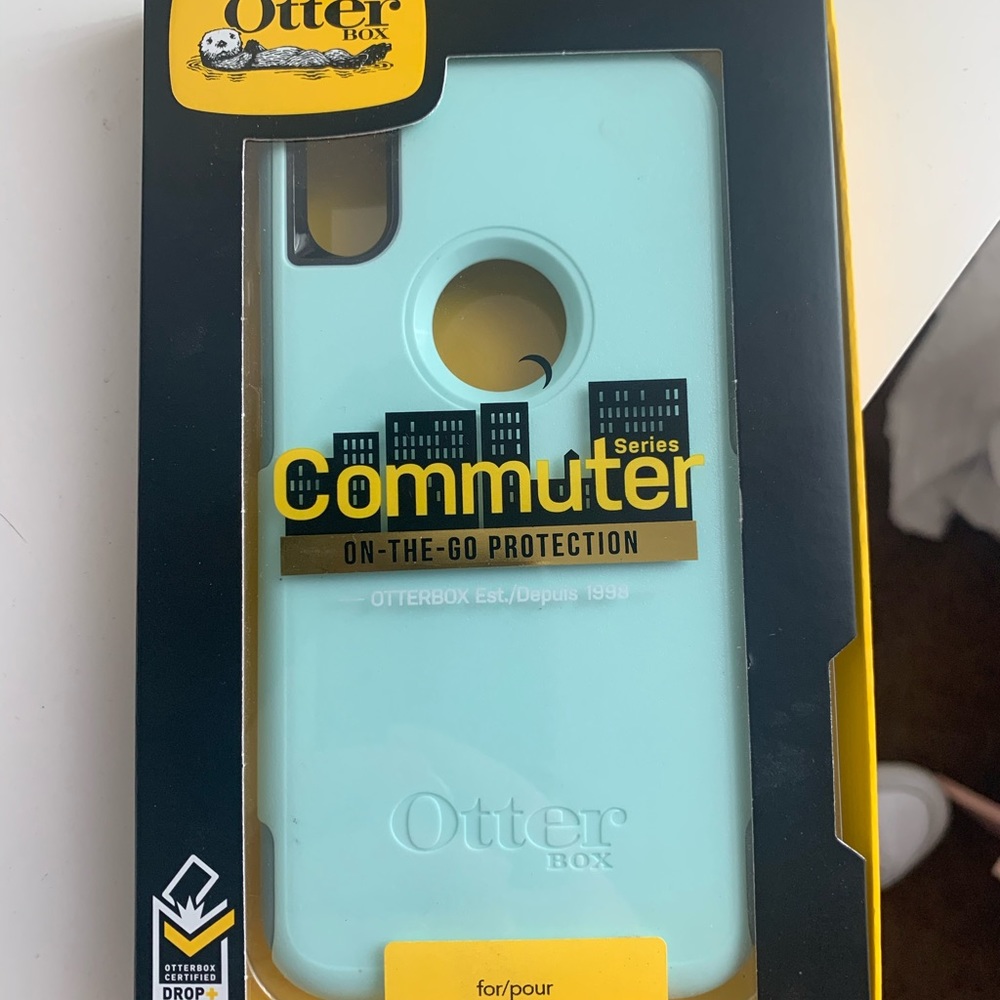 Otter
BOX
Series
Commuter
ON-THE-GO PROTECTION
OTTERBOX Est./Depuis 1998
Otter
BOX
OTTERBOX
CERTIFIED
DROP+
for/pour